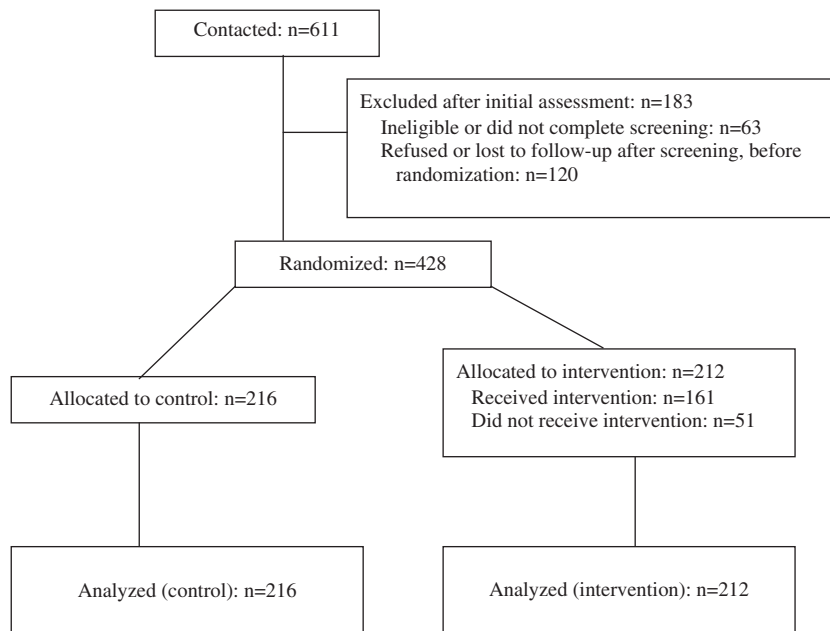 Contacted: n=611
Excluded after initial assessment: n=183
Ineligible or did not complete screening: n=63
Refused or lost to follow-up after screening, before
randomization: n=120
Randomized: n=428
Allocated to control: n=216
Allocated to intervention: n=212
Received intervention: n=161
Did not receive intervention: n=51
Analyzed (control): n=216
Analyzed (intervention): n=212